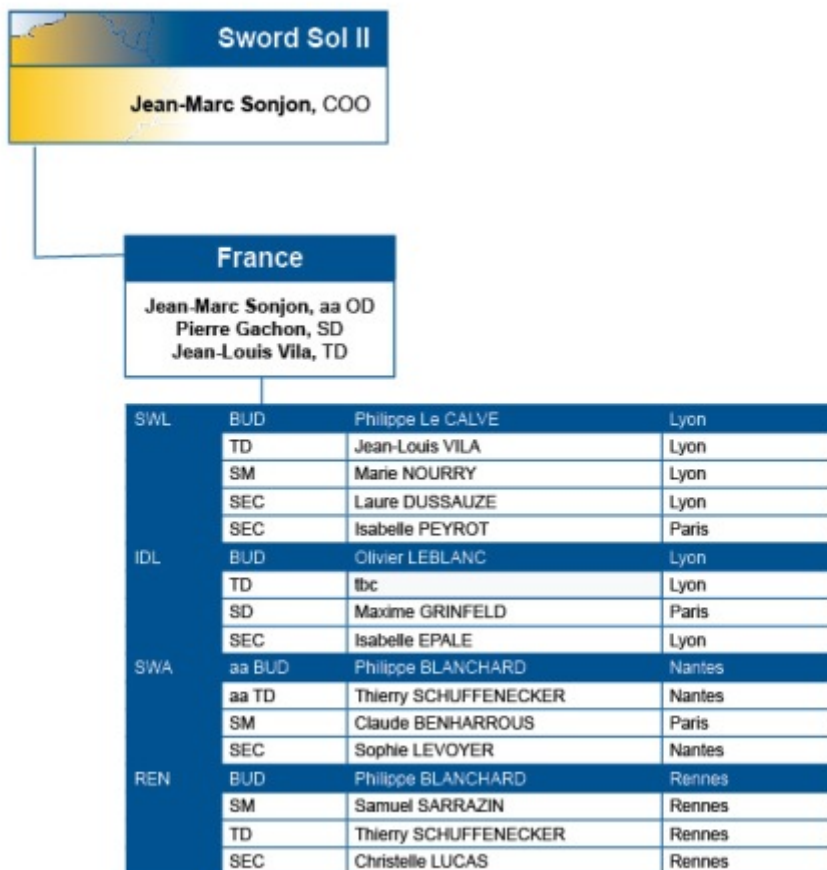 Sword Sol II
Jean-Marc Sonjon, COO
France
Jean-Marc Sonjon, aa OD
Pierre Gachon, SD
Jean-Louis Vila, TD
SWL BUD Philippe Le CALVE Lyon
TD Jean-Louis VILA Lyon
SM Marie NOURRY Lyon
SEC Laure DUSSAUZE Lyon
SEC Isabelle PEYROT Paris
IDL BUD Olivier LEBLANC Lyon
TD tbc Lyon
SD Maxime GRINFELD Paris
SEC Isabelle EPALE Lyon
SWA aa BUD Philippe BLANCHARD Nantes
aa TD Thierry SCHUFFENECKER Nantes
SM Claude BENHARROUS Paris
SEC Sophie LEVOYER Nantes
REN BUD Philippe BLANCHARD Rennes
SM Samuel SARRAZIN Rennes
TD Thierry SCHUFFENECKER Rennes
SEC Christelle LUCAS Rennes